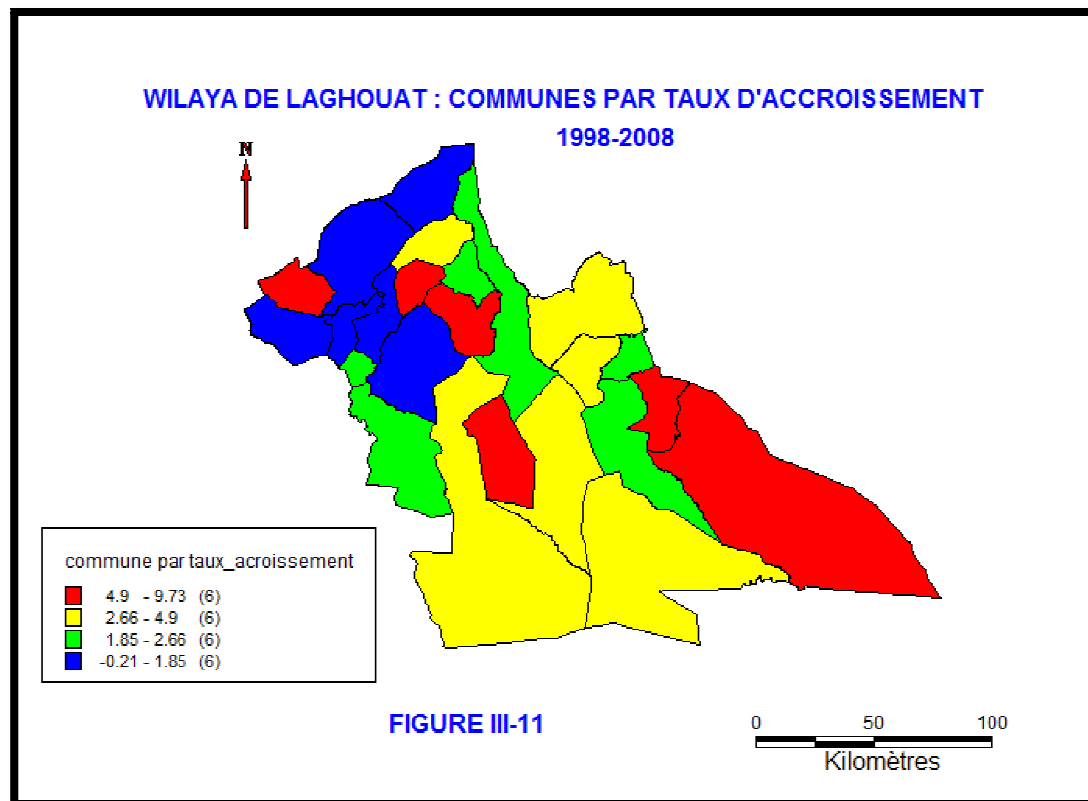 WILAYA DE LAGHOUAT : COMMUNES PAR TAUX D'ACCROISSEMENT
1998-2008
N
commune par taux_acroissement
4.9 - 9.73 (6)
2.66 - 4.9 (6)
1.85 - 2.66 (6)
-0.21 - 1.85 (6)
FIGURE III-11
0 50 100
Kilomètres